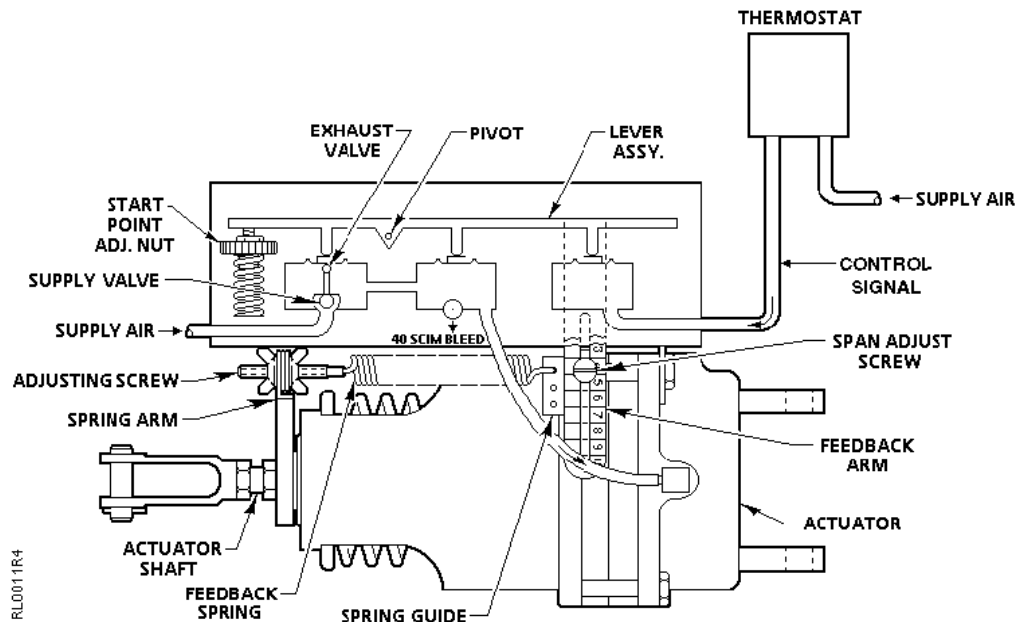 THERMOSTAT
EXHAUST
VALVE
PIVOT
LEVER
ASSY.
SUPPLY AIR
START
POINT
ADJ. NUT
SUPPLY VALVE
CONTROL
SIGNAL
SUPPLY AIR
40 SCIM BLEED
SPAN ADJUST
SCREW
ADJUSTING SCREW
SPRING ARM
5
6
7
8
9
FEEDBACK
ARM
ACTUATOR
ACTUATOR
SHAFT
FEEDBACK
SPRING
SPRING GUIDE
RL0011R4